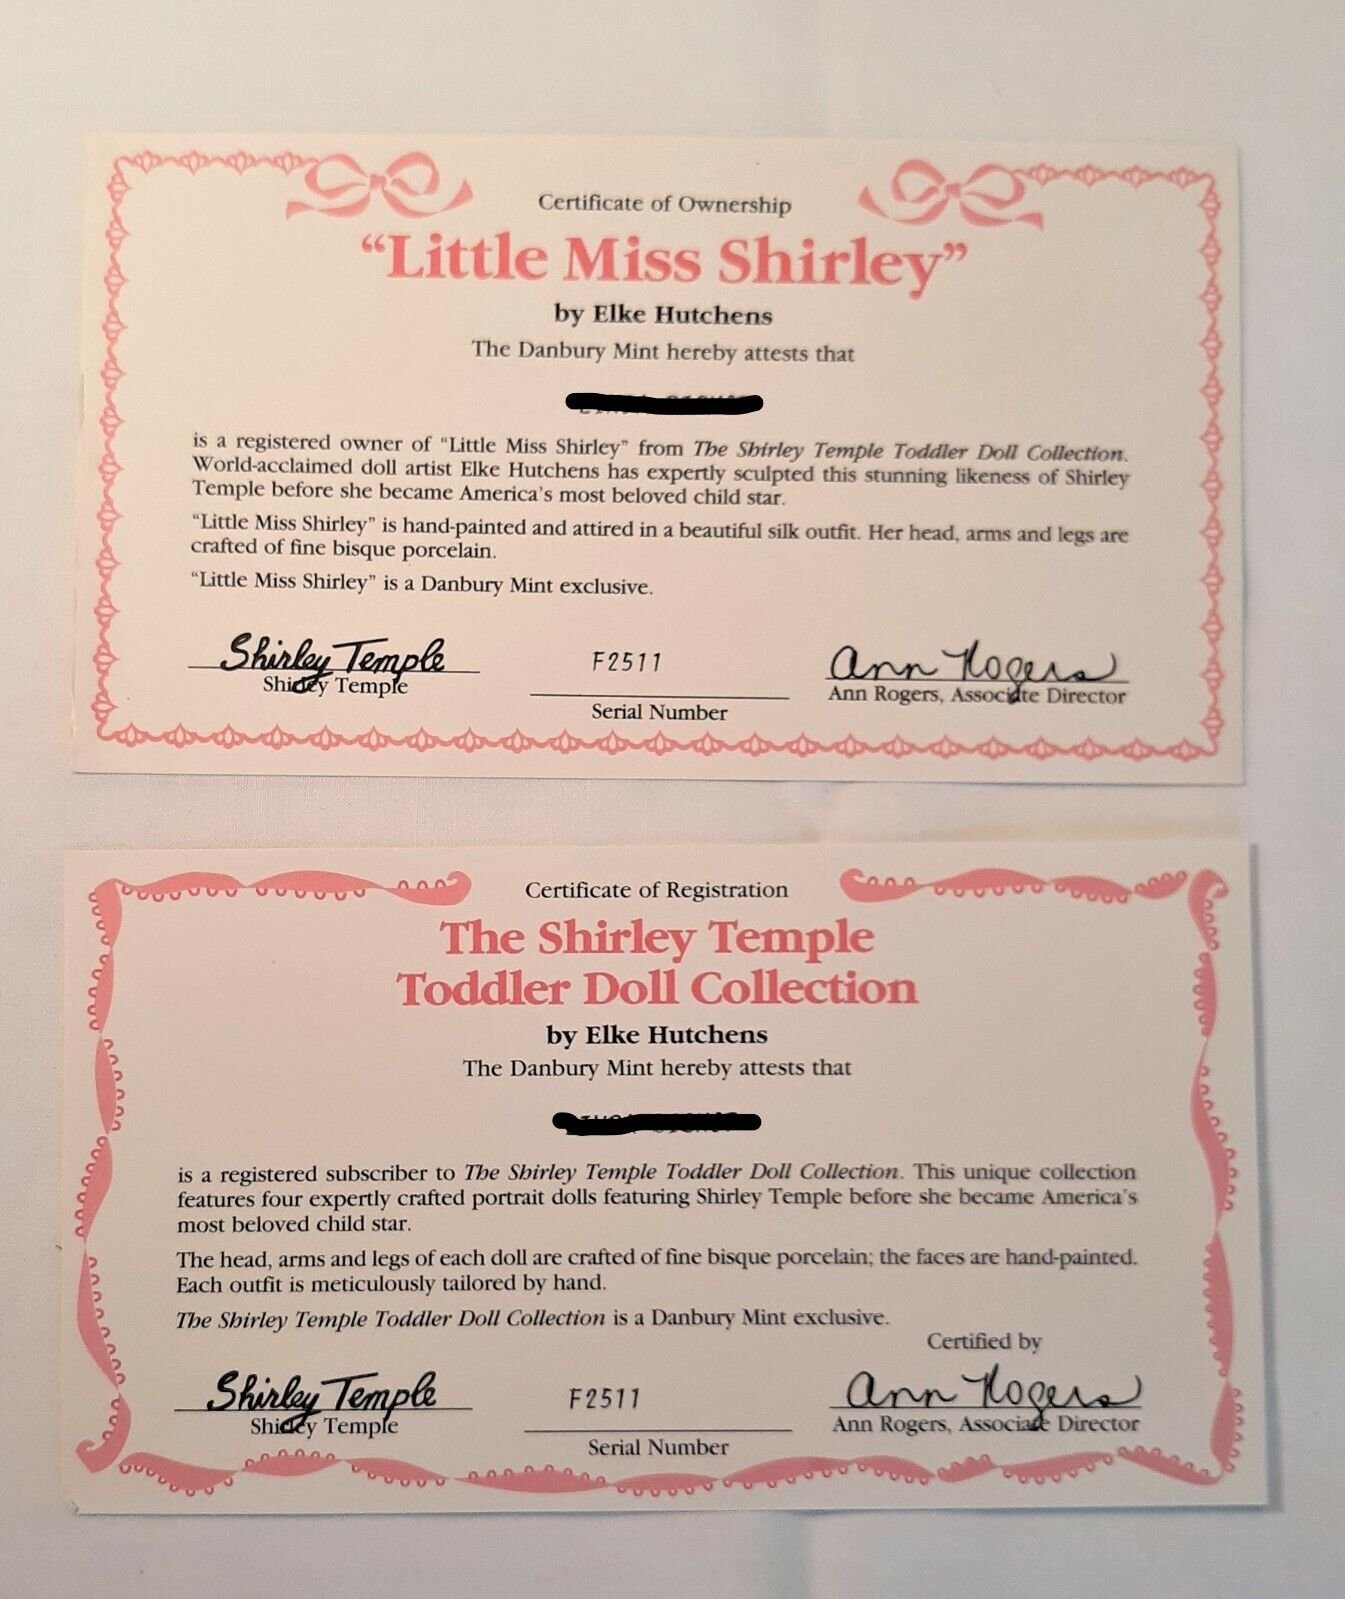 Certificate of Ownership
“Little Miss Shirley”
by Elke Hutchens
The Danbury Mint hereby attests that
is a registered owner of “Little Miss Shirley” from The Shirley Temple Toddler Doll Collection.
World-acclaimed doll artist Elke Hutchens has expertly sculpted this stunning likeness of Shirley
Temple before she became America's most beloved child star.
“Little Miss Shirley” is hand-painted and attired in a beautiful silk outfit. Her head, arms and legs are
crafted of fine bisque porcelain.
“Little Miss Shirley” is a Danbury Mint exclusive.
Shirley Temple F2511 Ann Rogers
Shirley Temple Serial Number Ann Rogers, Associate Director
Certificate of Registration
The Shirley Temple
Toddler Doll Collection
by Elke Hutchens
The Danbury Mint hereby attests that
is a registered subscriber to The Shirley Temple Toddler Doll Collection. This unique collection
features four expertly crafted portrait dolls featuring Shirley Temple before she became America's
most beloved child star.
The head, arms and legs of each doll are crafted of fine bisque porcelain; the faces are hand-painted.
Each outfit is meticulously tailored by hand.
The Shirley Temple Toddler Doll Collection is a Danbury Mint exclusive.
Certified by
Shirley Temple F2511 Ann Rogers
Shirley Temple Serial Number Ann Rogers, Associate Director